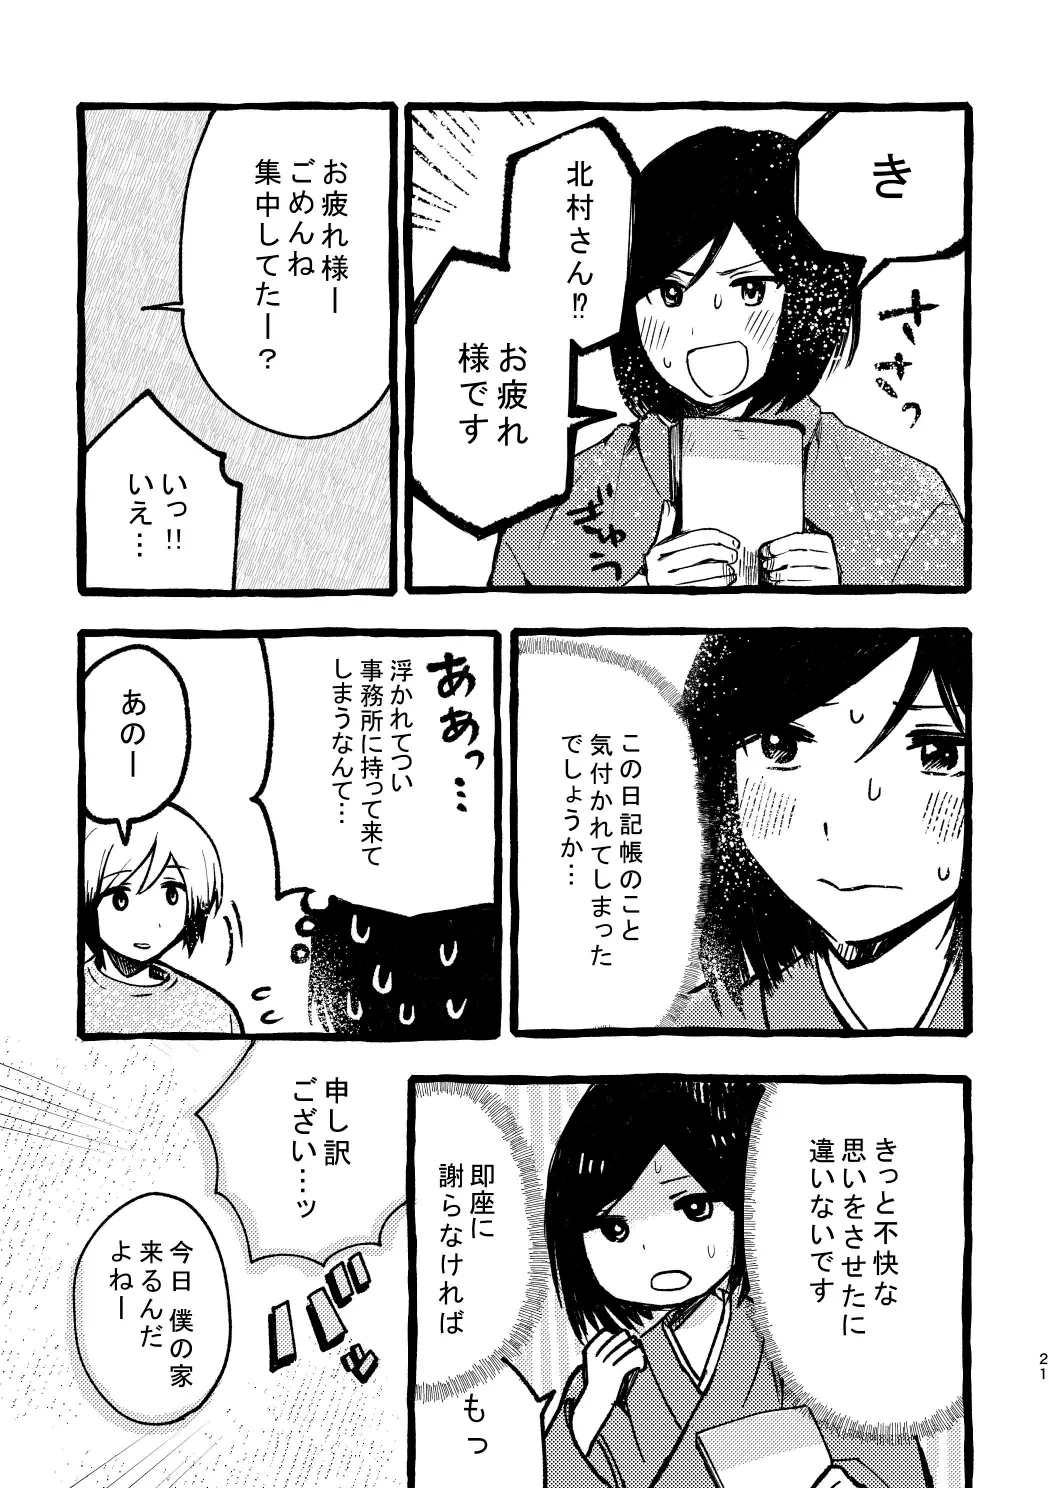 き
北村さん!?
お疲れ
様です
ささっ
ぎゅう
お疲れ様ー
ごめんね
集中してたー？
いっ!!
いえ…
この日記帳のこと
気付かれてしまった
でしょうか…
ああっ…
浮かれてつい
事務所に持って来て
しまうなんて…
あのー
きっと不快な
思いをさせたに
違いないです
即座に
謝らなければ
もっ
申し訳
ござい…ッ
今日 僕の家
来るんだ
よねー
21